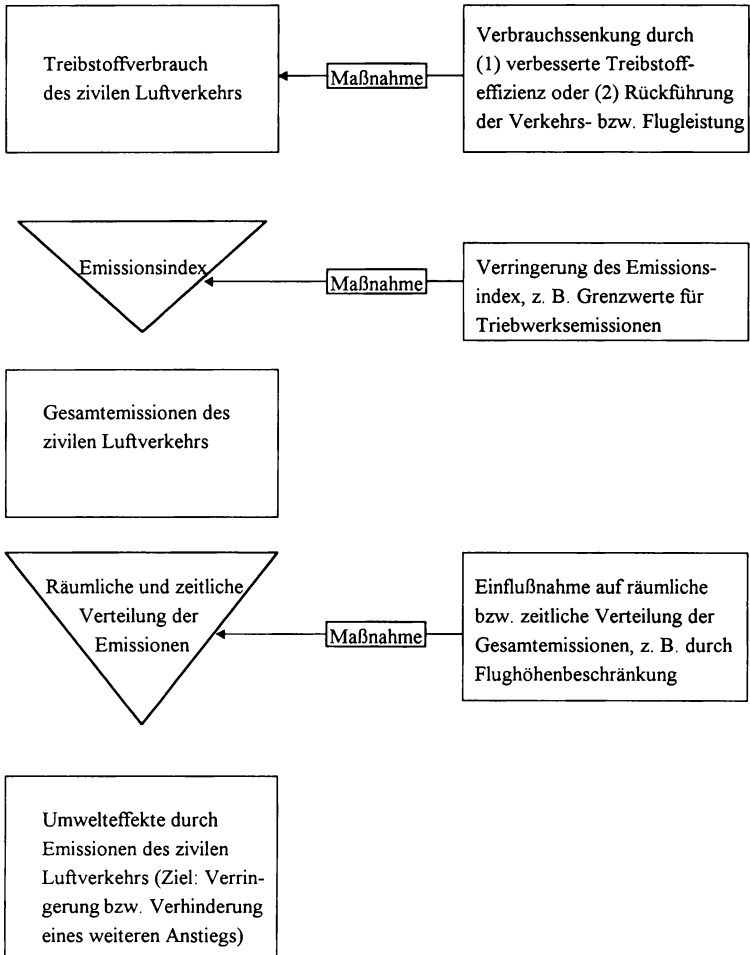 Treibstoffverbrauch
des zivilen Luftverkehrs
Maßnahme
Verbrauchssenkung durch
(1) verbesserte Treibstoff-
effizienz oder (2) Rückführung
der Verkehrs- bzw. Flugleistung
Emissionsindex
Maßnahme
Verringerung des Emissions-
index, z. B. Grenzwerte für
Triebwerksemissionen
Gesamtemissionen des
zivilen Luftverkehrs
Räumliche und zeitliche
Verteilung der
Emissionen
Maßnahme
Einflußnahme auf räumliche
bzw. zeitliche Verteilung der
Gesamtemissionen, z. B. durch
Flughöhenbeschränkung
Umwelteffekte durch
Emissionen des zivilen
Luftverkehrs (Ziel: Verrin-
gerung bzw. Verhinderung
eines weiteren Anstiegs)